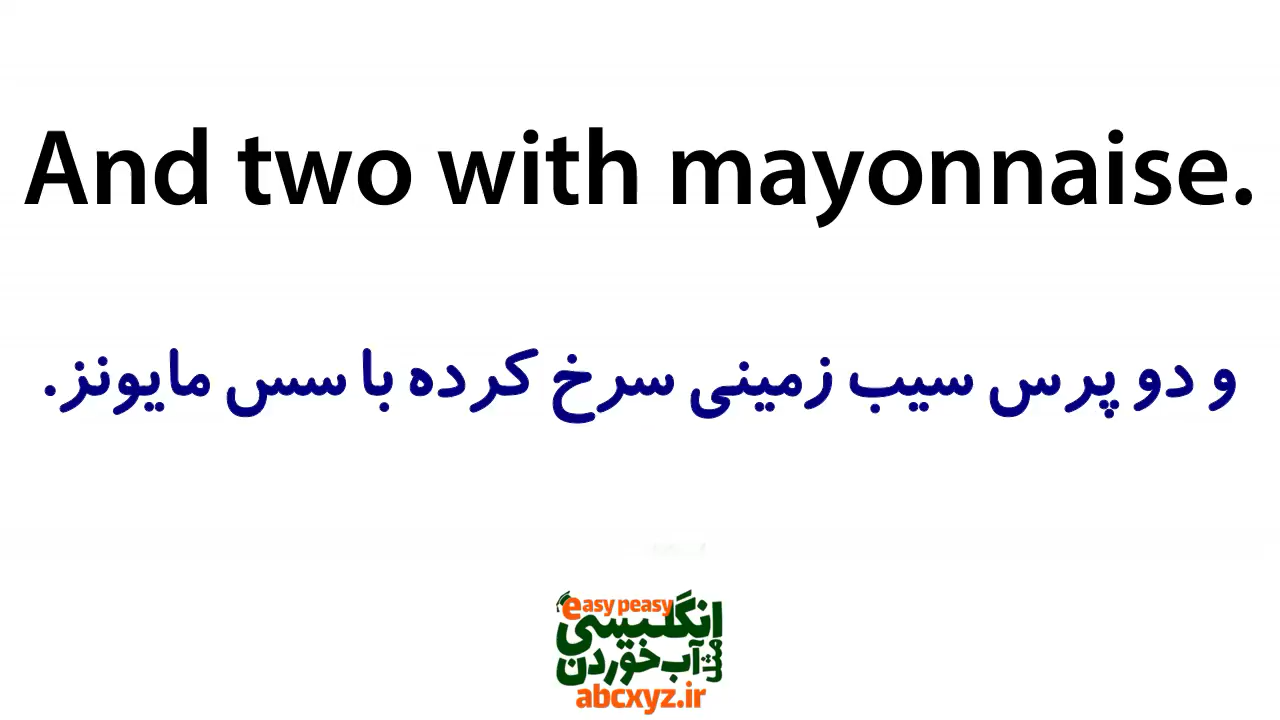 And two with mayonnaise.
و دو پرس سیب زمینی سرخ کرده با سس مایونز.
easy peasy
انگلیسی
مثل آب خوردن
abcxyz.ir